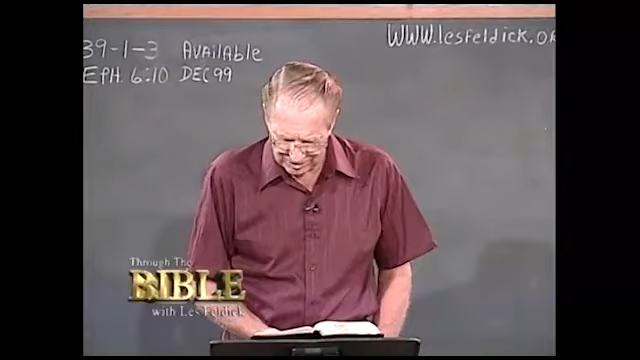 39-1-3 AVAILABLE
EPH. 6:10 DEC 99
WWW.lesfeldick.or
Through The
BIBLE
with Les Feldick